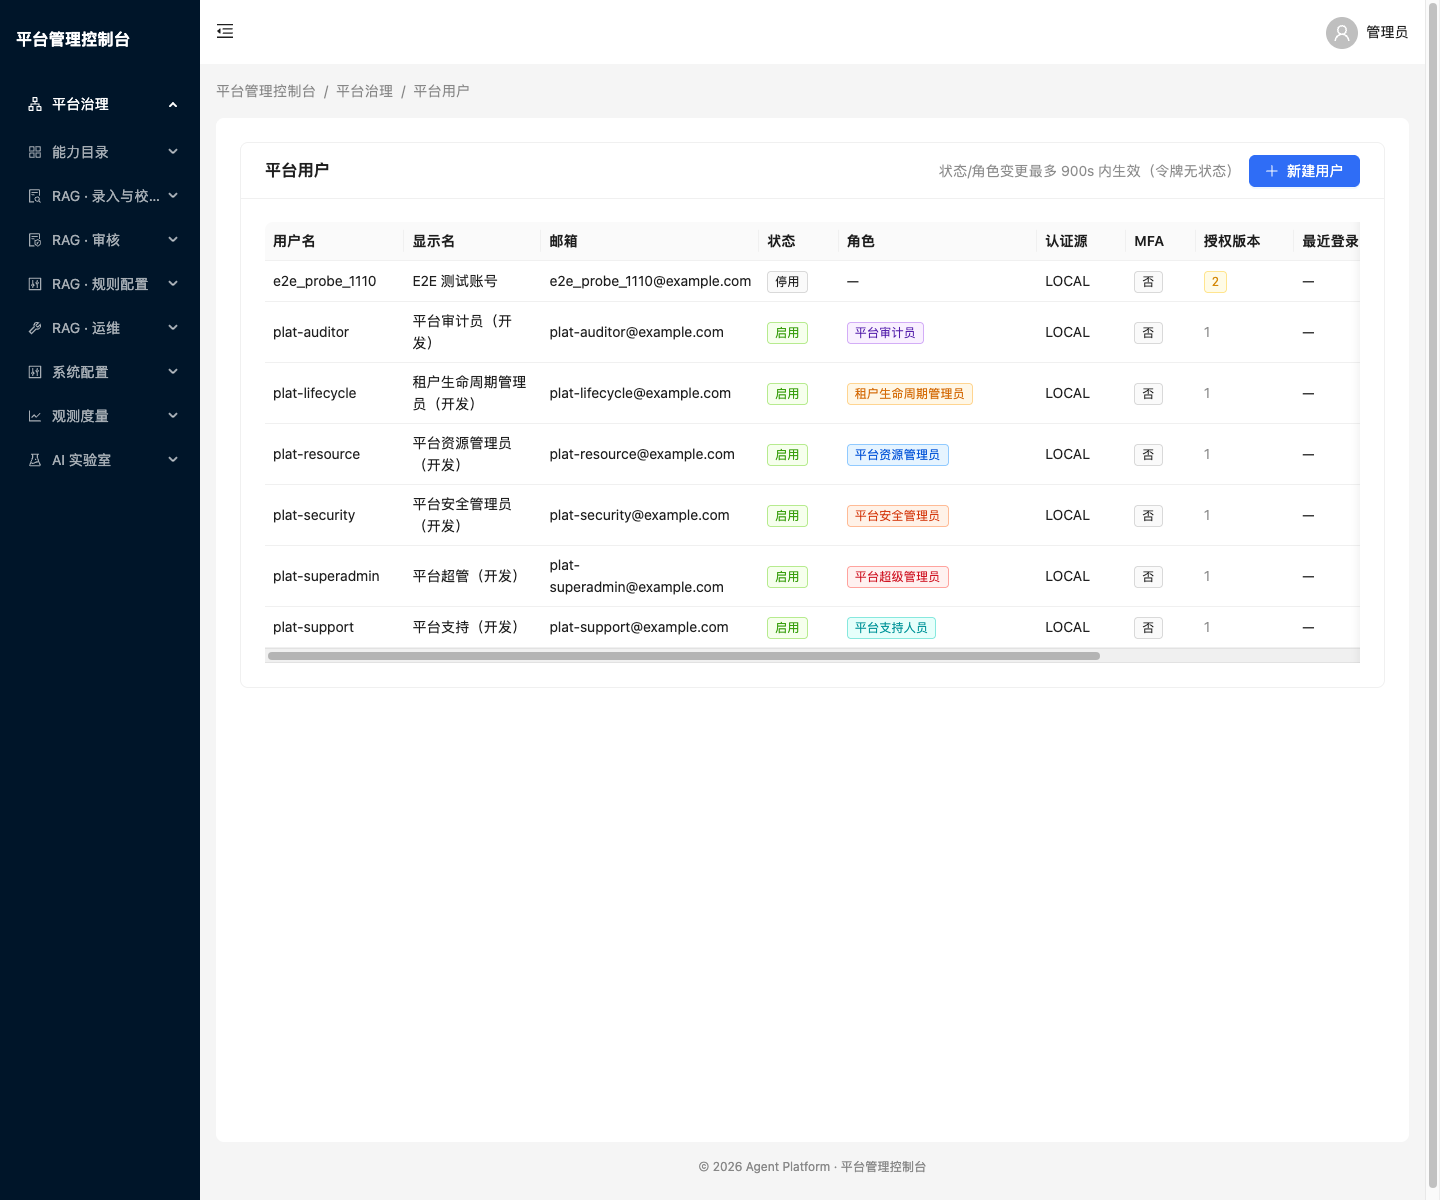 平台管理控制台
管理员
平台治理
能力目录
RAG · 录入与校...
RAG · 审核
RAG · 规则配置
RAG · 运维
系统配置
观测度量
AI 实验室
平台管理控制台 / 平台治理 / 平台用户
平台用户
状态/角色变更最多 900s 内生效（令牌无状态）
新建用户
用户名 显示名 邮箱 状态 角色 认证源 MFA 授权版本 最近登录
e2e_probe_1110 E2E 测试账号 e2e_probe_1110@example.com 停用 — LOCAL 否 2 —
plat-auditor 平台审计员（开
发） plat-auditor@example.com 启用 平台审计员 LOCAL 否 1 —
plat-lifecycle 租户生命周期管理
员（开发） plat-lifecycle@example.com 启用 租户生命周期管理员 LOCAL 否 1 —
plat-resource 平台资源管理员
（开发） plat-resource@example.com 启用 平台资源管理员 LOCAL 否 1 —
plat-security 平台安全管理员
（开发） plat-security@example.com 启用 平台安全管理员 LOCAL 否 1 —
plat-superadmin 平台超管（开发） plat-
superadmin@example.com 启用 平台超级管理员 LOCAL 否 1 —
plat-support 平台支持（开发） plat-support@example.com 启用 平台支持人员 LOCAL 否 1 —
© 2026 Agent Platform · 平台管理控制台